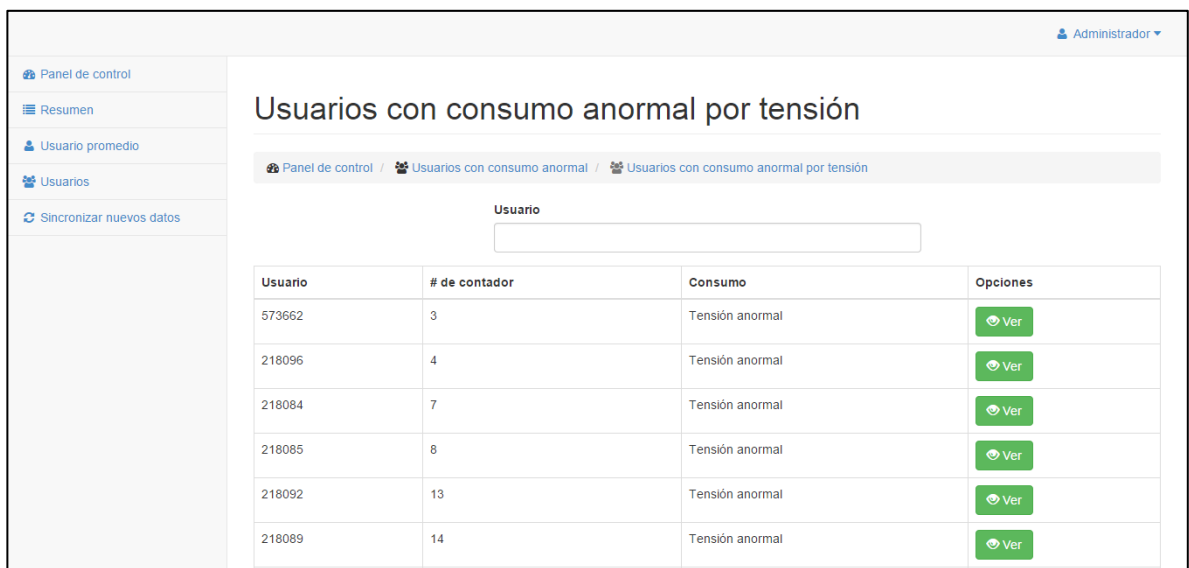 Administrador
Panel de control
Resumen
Usuario promedio
Usuarios
Sincronizar nuevos datos
Usuarios con consumo anormal por tensión
Panel de control / Usuarios con consumo anormal / Usuarios con consumo anormal por tensión
Usuario
Usuario # de contador Consumo Opciones
573662 3 Tensión anormal Ver
218096 4 Tensión anormal Ver
218084 7 Tensión anormal Ver
218085 8 Tensión anormal Ver
218092 13 Tensión anormal Ver
218089 14 Tensión anormal Ver